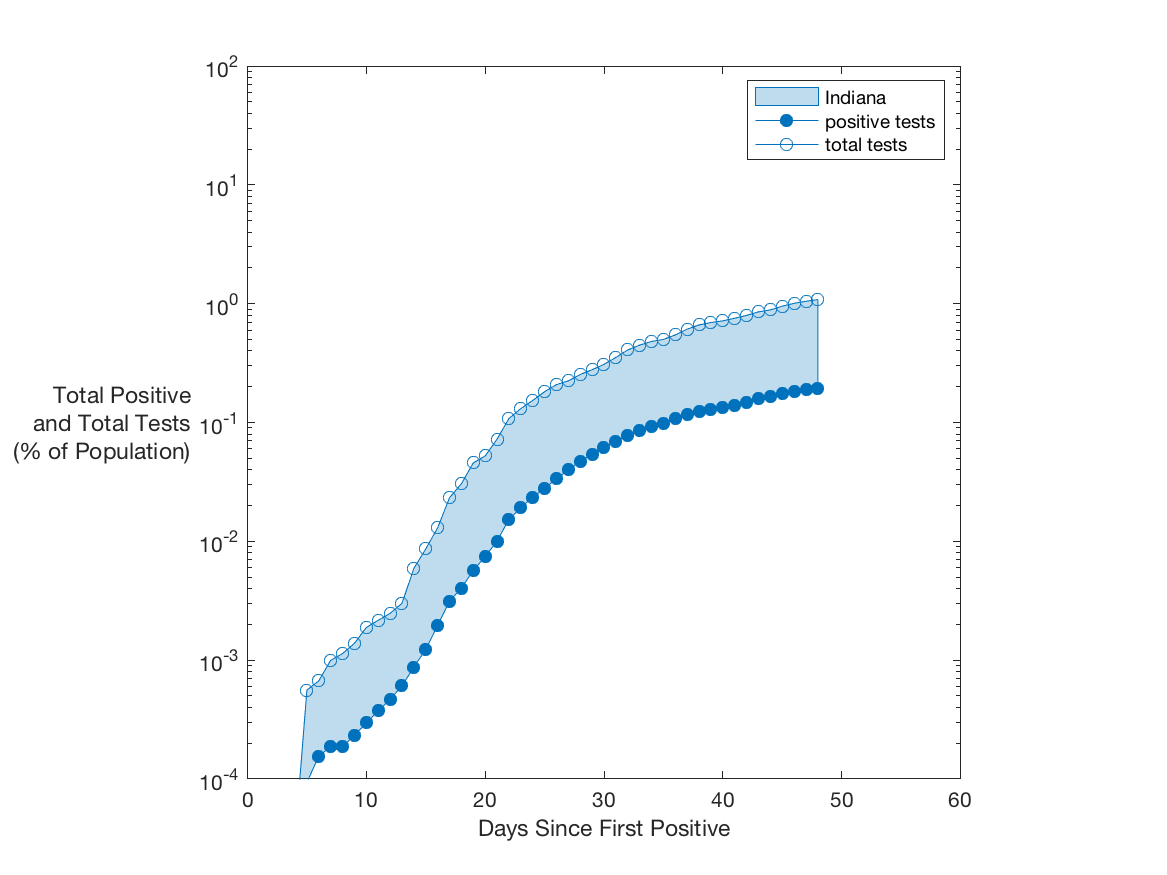 10^2
10^1
10^0
10^-1
10^-2
10^-3
10^-4
Total Positive
and Total Tests
(% of Population)
Indiana
positive tests
total tests
0 10 20 30 40 50 60
Days Since First Positive